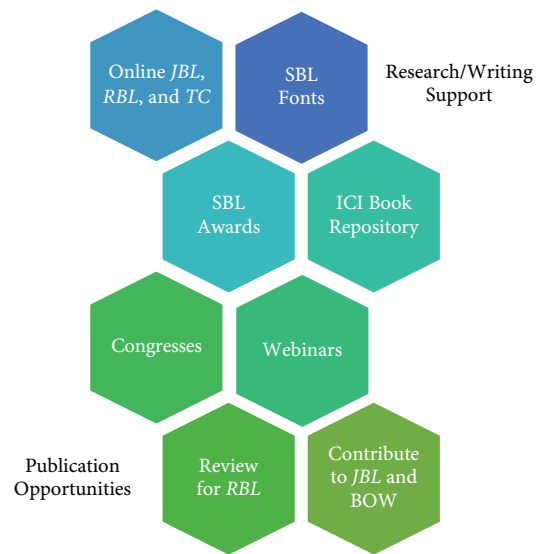 Online JBL,
RBL, and TC
SBL
Fonts
Research/Writing
Support
SBL
Awards
ICI Book
Repository
Congresses
Webinars
Publication
Opportunities
Review
for RBL
Contribute
to JBL and
BOW